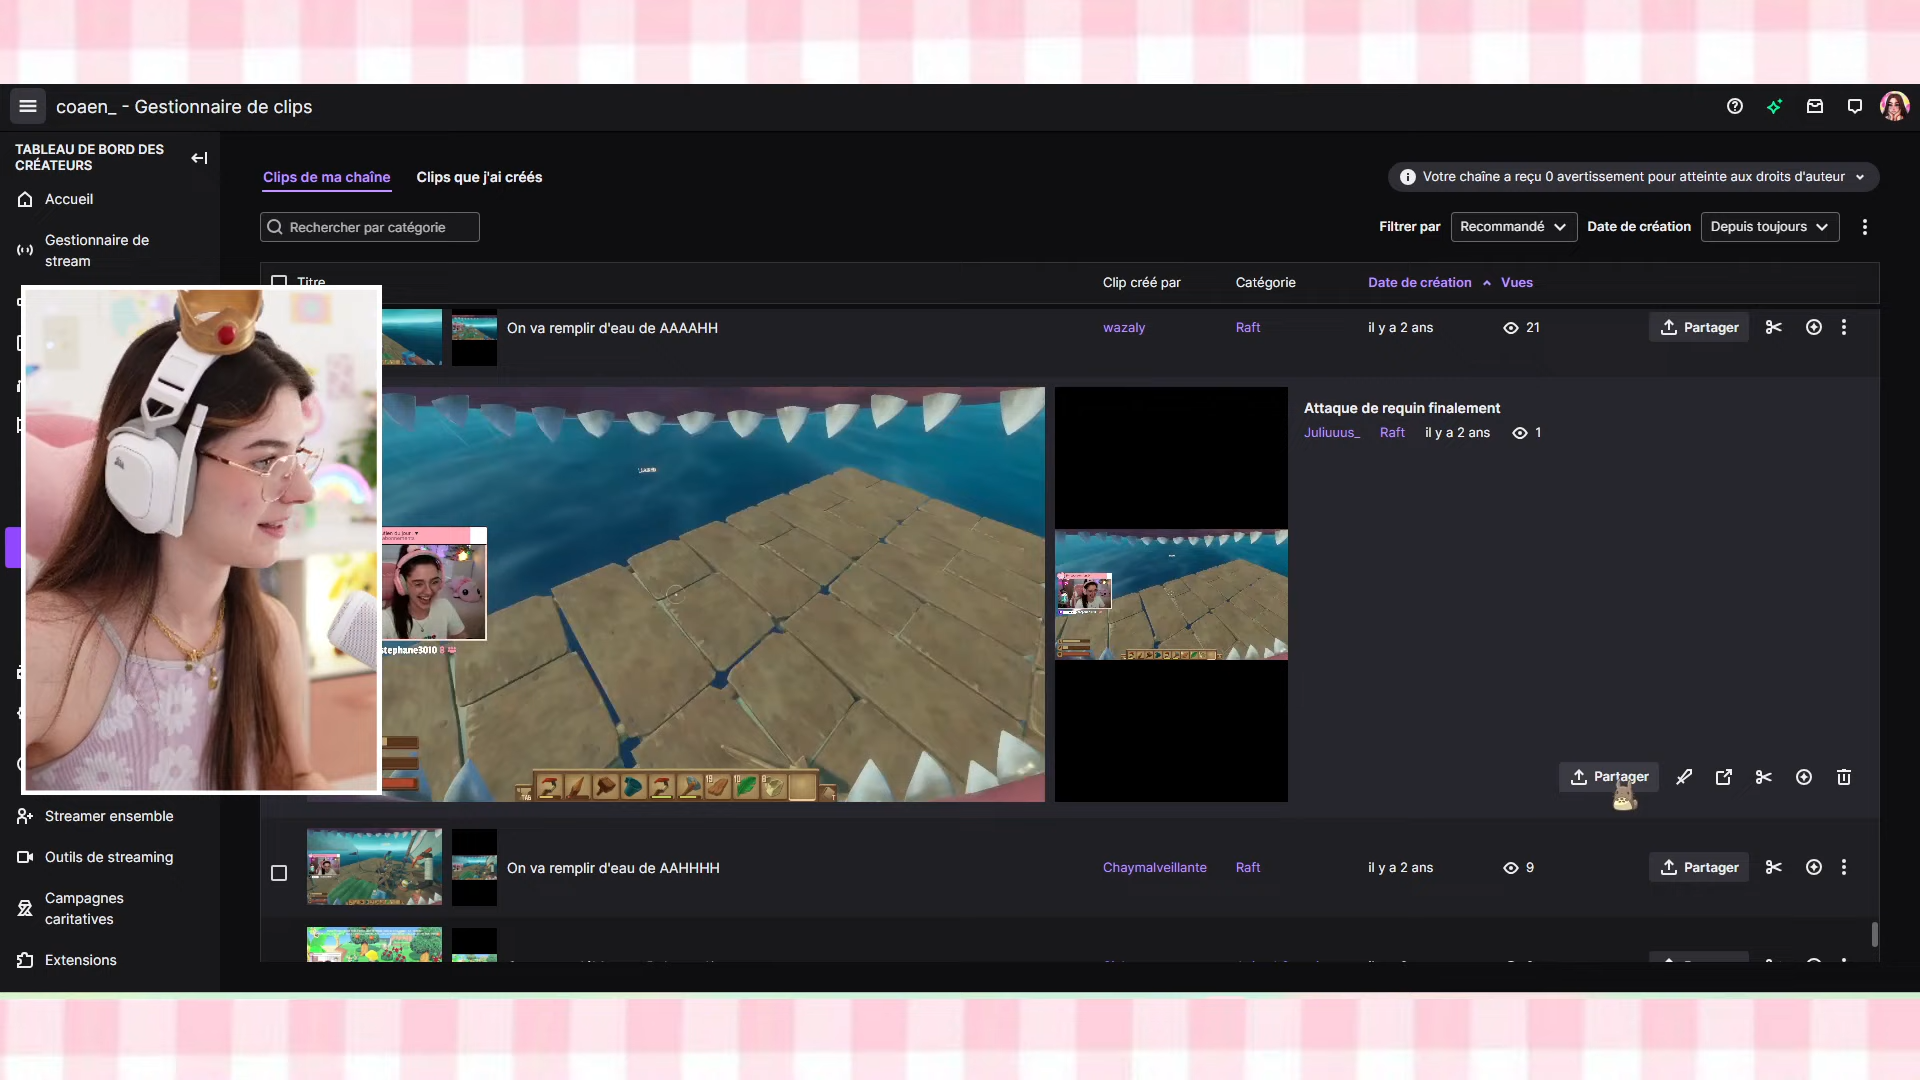 coaen_ - Gestionnaire de clips
TABLEAU DE BORD DES
CRÉATEURS
Accueil
Gestionnaire de
stream
Streamer ensemble
Outils de streaming
Campagnes
caritatives
Extensions
Clips de ma chaîne
Clips que j'ai créés
Votre chaîne a reçu 0 avertissement pour atteinte aux droits d'auteur
Rechercher par catégorie
Filtrer par
Recommandé
Date de création
Depuis toujours
Titre
Clip créé par
Catégorie
Date de création
Vues
On va remplir d'eau de AAAAHH
wazaly
Raft
il y a 2 ans
21
Partager
stephane3010
Attaque de requin finalement
Juliuuus_
Raft
il y a 2 ans
1
Partager
On va remplir d'eau de AAHHHH
Chaymalveillante
Raft
il y a 2 ans
9
Partager